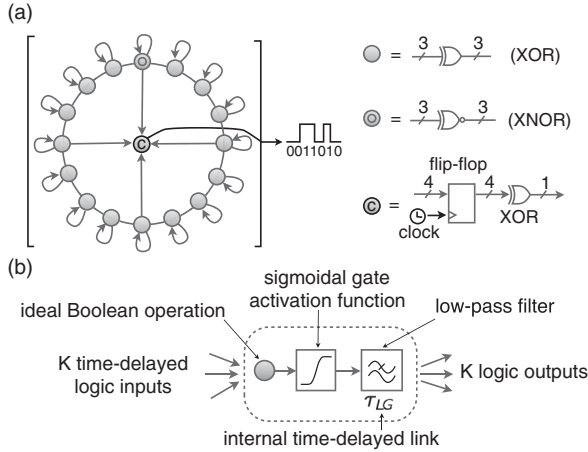 (a)
O
C
0011010
= 3 3 (XOR)
O = 3 3 (XNOR)
flip-flop
C = 4 4 1
XOR
clock
(b)
sigmoidal gate
activation function
ideal Boolean operation
low-pass filter
K time-delayed
logic inputs
K logic outputs
τLG
internal time-delayed link